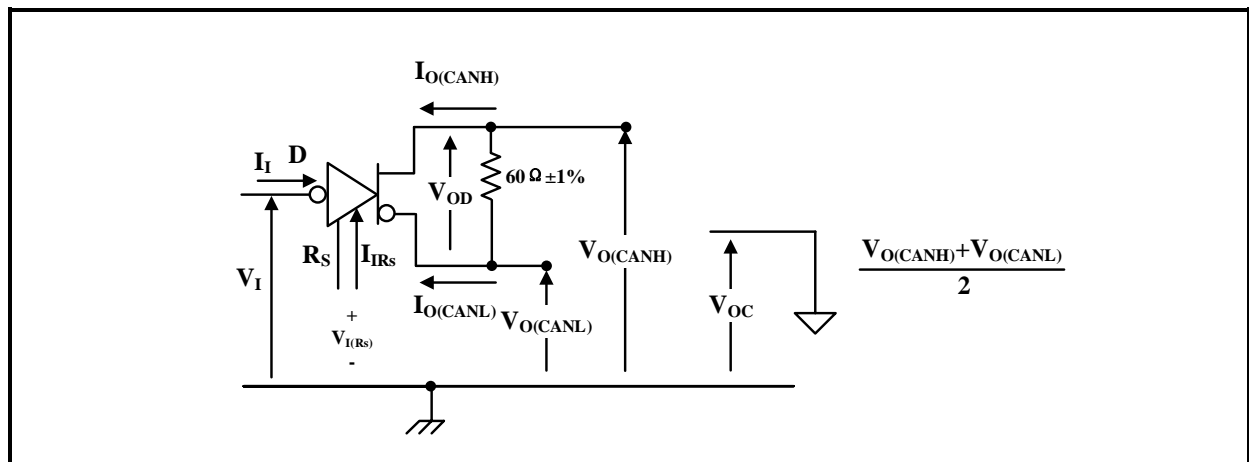 I_O(CANH)
I_I D
V_OD
60Ω±1%
R_S I_IRs
V_O(CANH)
V_O(CANH)+V_O(CANL)
2
V_I
I_O(CANL)
V_O(CANL)
V_OC
+
V_I(Rs)
-